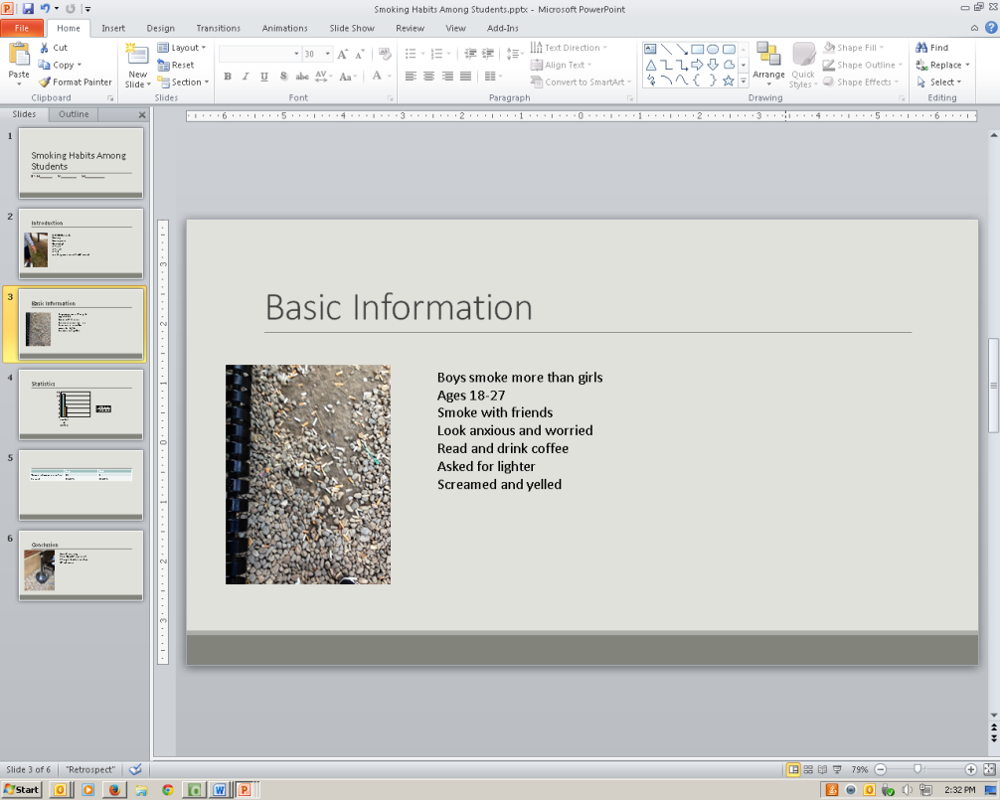 Smoking Habits Among Students.pptx - Microsoft PowerPoint
File Home Insert Design Transitions Animations Slide Show Review View Add-Ins
Paste
Cut
Copy
Format Painter
Clipboard
New
Slide
Layout
Reset
Section
Slides
30
Font
Text Direction
Align Text
Convert to SmartArt
Paragraph
Arrange
Quick
Styles
Shape Fill
Shape Outline
Shape Effects
Drawing
Find
Replace
Select
Editing
Slides Outline
1
Smoking Habits Among
Students
2
Introduction
3
Basic Information
4
Statistics
5
6
Conclusion
Basic Information
Boys smoke more than girls
Ages 18-27
Smoke with friends
Look anxious and worried
Read and drink coffee
Asked for lighter
Screamed and yelled
Slide 3 of 6 "Retrospect" 79%
Start 2:32 PM